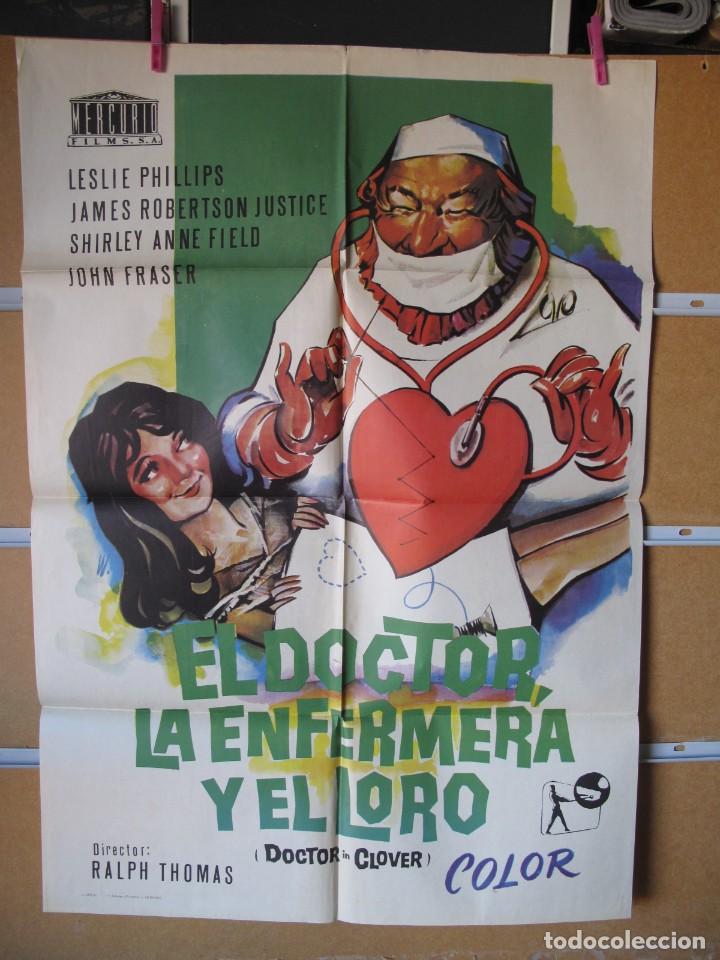 MERCURIO
FILMS. S.A.
LESLIE PHILLIPS
JAMES ROBERTSON JUSTICE
SHIRLEY ANNE FIELD
JOHN FRASER
EL DOCTOR,
LA ENFERMERA
Y EL LORO
( DOCTOR in CLOVER )
Director:
RALPH THOMAS
COLOR
todocoleccion.net